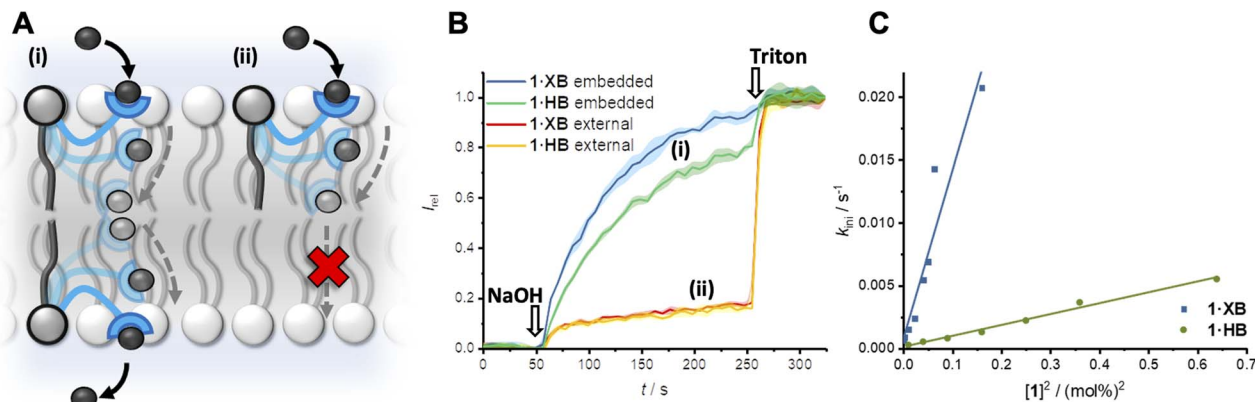 A
(i)
(ii)
B
NaOH
Triton
1·XB embedded
1·HB embedded
1·XB external
1·HB external
(i)
(ii)
1.0
0.8
0.6
0.4
0.2
0.0
I rel
0 50 100 150 200 250 300
t / s
C
0.020
0.015
0.010
0.005
0.000
k ini / s⁻¹
1·XB
1·HB
0.0 0.1 0.2 0.3 0.4 0.5 0.6 0.7
[1]² / (mol%)²